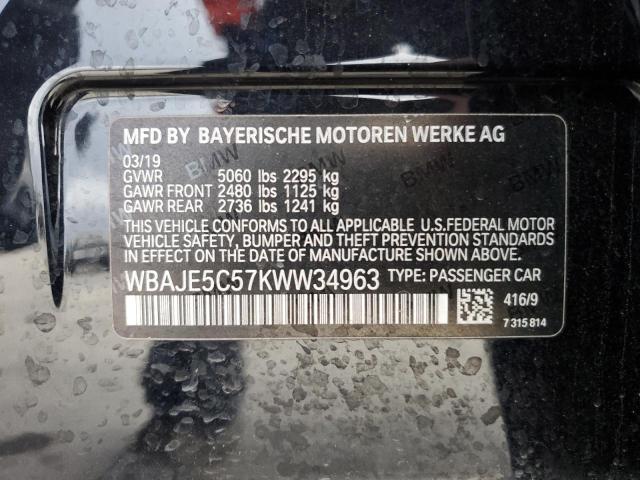 MFD BY BAYERISCHE MOTOREN WERKE AG
03/19
GVWR 5060 lbs 2295 kg
GAWR FRONT 2480 lbs 1125 kg
GAWR REAR 2736 lbs 1241 kg
THIS VEHICLE CONFORMS TO ALL APPLICABLE U.S.FEDERAL MOTOR
VEHICLE SAFETY, BUMPER AND THEFT PREVENTION STANDARDS
IN EFFECT ON THE DATE OF MANUFACTURE SHOWN ABOVE.
WBAJE5C57KWW34963 TYPE: PASSENGER CAR
416/9
7 315 814